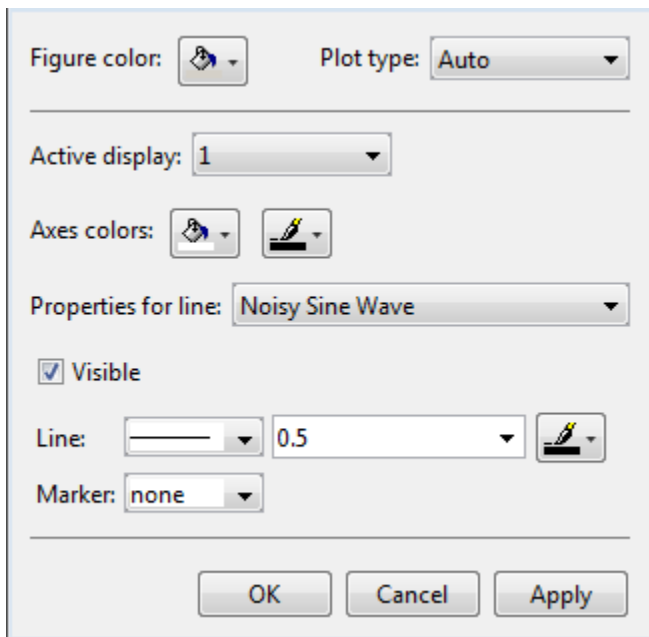 Figure color: Plot type: Auto
Active display: 1
Axes colors:
Properties for line: Noisy Sine Wave
Visible
Line: 0.5
Marker: none
OK Cancel Apply